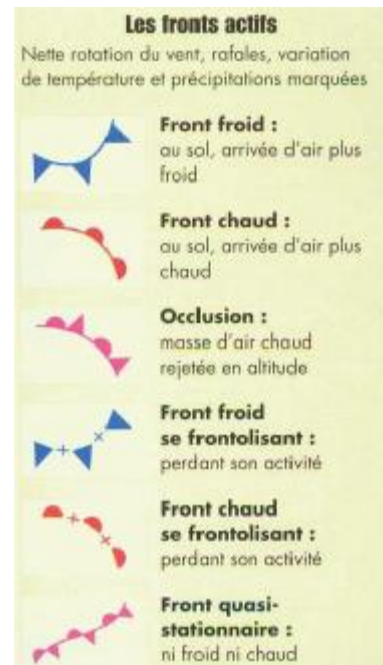 Les fronts actifs
Nette rotation du vent, rafales, variation
de température et précipitations marquées
Front froid :
au sol, arrivée d'air plus
froid
Front chaud :
au sol, arrivée d'air plus
chaud
Occlusion :
masse d'air chaud
rejetée en altitude
Front froid
se frontolisant :
perdant son activité
Front chaud
se frontolisant :
perdant son activité
Front quasi-
stationnaire :
ni froid ni chaud